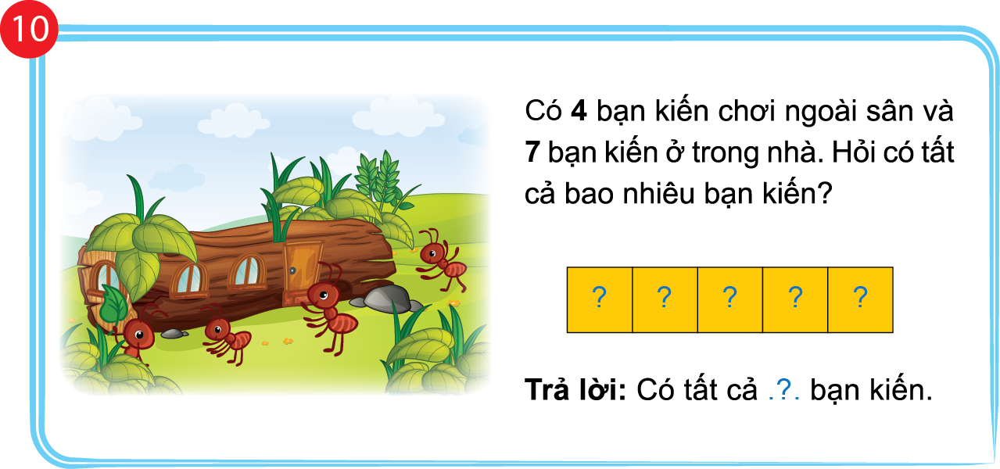 10
Có 4 bạn kiến chơi ngoài sân và
7 bạn kiến ở trong nhà. Hỏi có tất
cả bao nhiêu bạn kiến?
? ? ? ? ?
Trả lời: Có tất cả .?. bạn kiến.